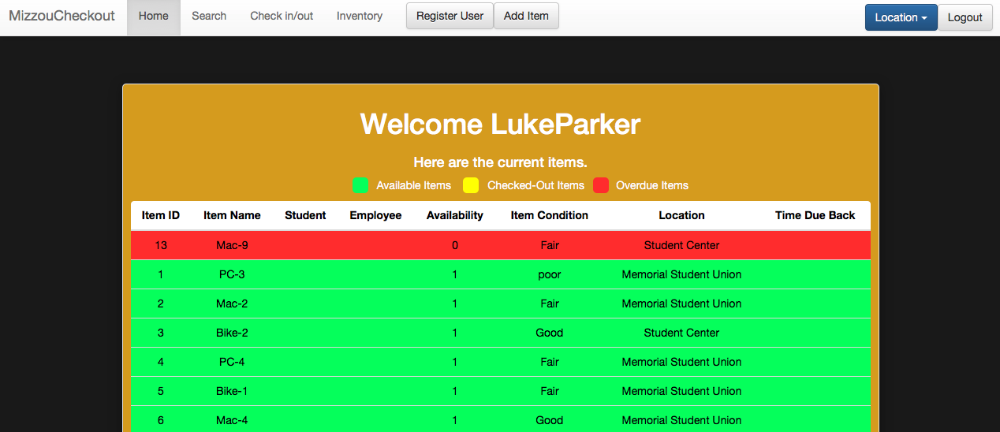 MizzouCheckout Home Search Check in/out Inventory Register User Add Item Location Logout
Welcome LukeParker
Here are the current items.
Available Items Checked-Out Items Overdue Items
Item ID Item Name Student Employee Availability Item Condition Location Time Due Back
13 Mac-9 0 Fair Student Center
1 PC-3 1 poor Memorial Student Union
2 Mac-2 1 Fair Memorial Student Union
3 Bike-2 1 Good Student Center
4 PC-4 1 Fair Memorial Student Union
5 Bike-1 1 Fair Memorial Student Union
6 Mac-4 1 Good Memorial Student Union